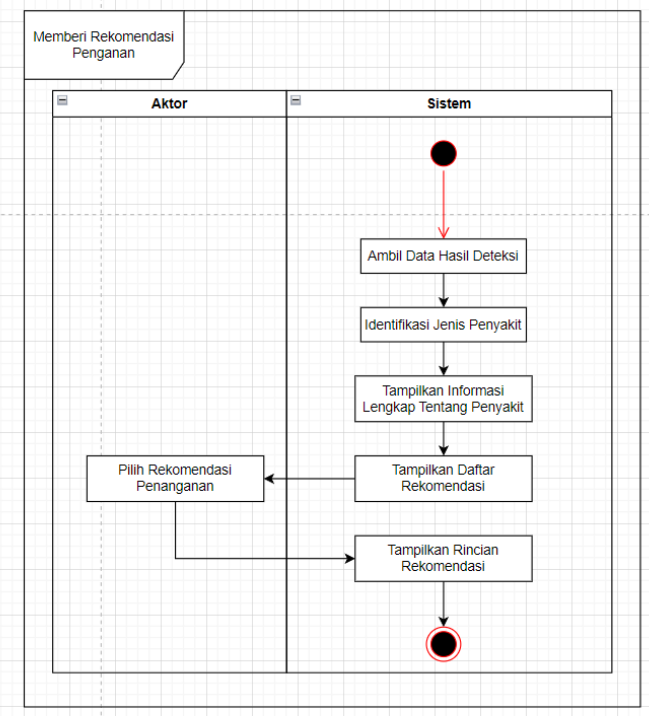 Memberi Rekomendasi
Penganan
Aktor
Sistem
Ambil Data Hasil Deteksi
Identifikasi Jenis Penyakit
Tampilkan Informasi
Lengkap Tentang Penyakit
Pilih Rekomendasi
Penanganan
Tampilkan Daftar
Rekomendasi
Tampilkan Rincian
Rekomendasi